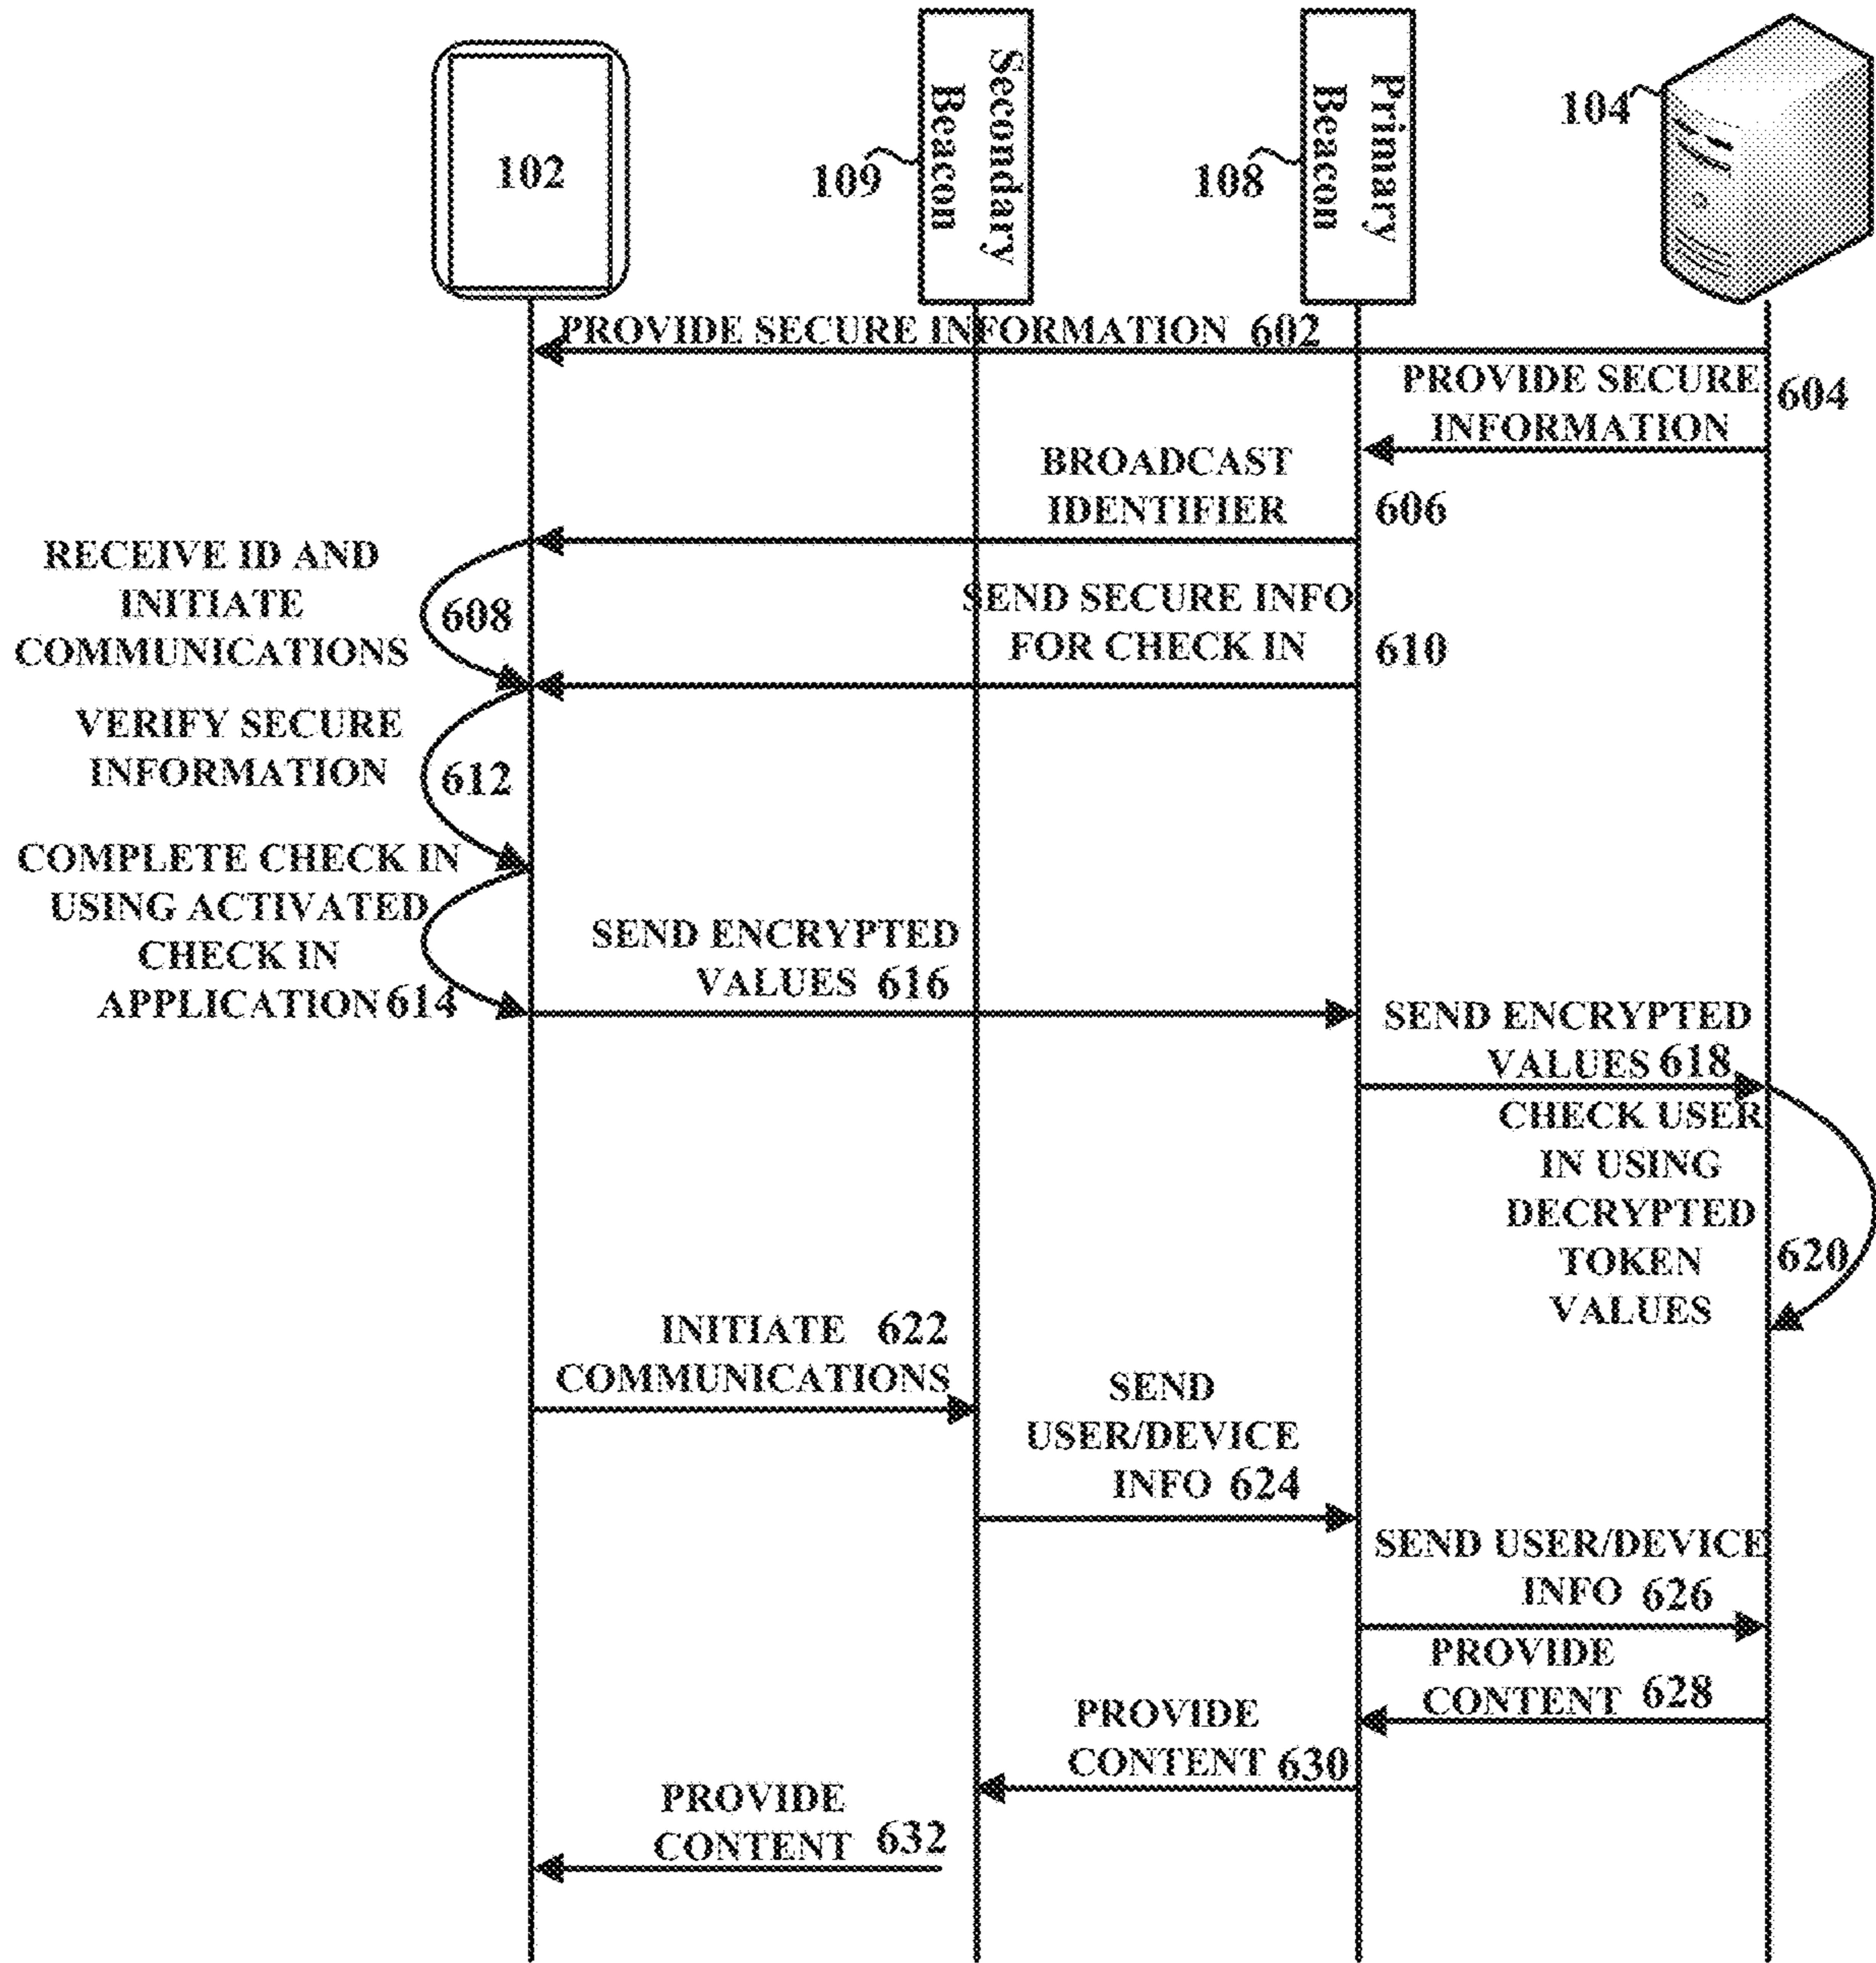 102
109
Secondary
Beacon
108
Primary
Beacon
104
PROVIDE SECURE INFORMATION 602
PROVIDE SECURE
INFORMATION
604
BROADCAST
IDENTIFIER
606
RECEIVE ID AND
INITIATE
COMMUNICATIONS
608
SEND SECURE INFO
FOR CHECK IN
610
VERIFY SECURE
INFORMATION
612
COMPLETE CHECK IN
USING ACTIVATED
CHECK IN
APPLICATION 614
SEND ENCRYPTED
VALUES 616
SEND ENCRYPTED
VALUES 618
CHECK USER
IN USING
DECRYPTED
TOKEN
VALUES
620
INITIATE 622
COMMUNICATIONS
SEND
USER/DEVICE
INFO 624
SEND USER/DEVICE
INFO 626
PROVIDE
CONTENT 628
PROVIDE
CONTENT 630
PROVIDE
CONTENT 632